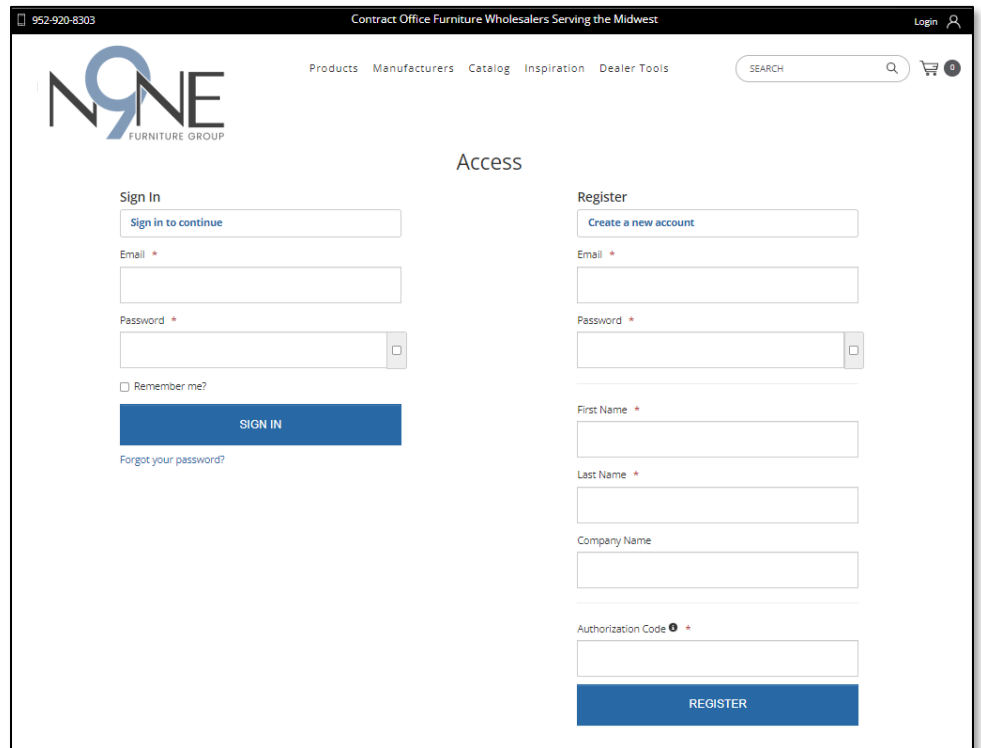 952-920-8303
Contract Office Furniture Wholesalers Serving the Midwest
Login
N9NE
FURNITURE GROUP
Products Manufacturers Catalog Inspiration Dealer Tools
SEARCH
0
Access
Sign In
Sign in to continue
Email *
Password *
Remember me?
SIGN IN
Forgot your password?
Register
Create a new account
Email *
Password *
First Name *
Last Name *
Company Name
Authorization Code *
REGISTER